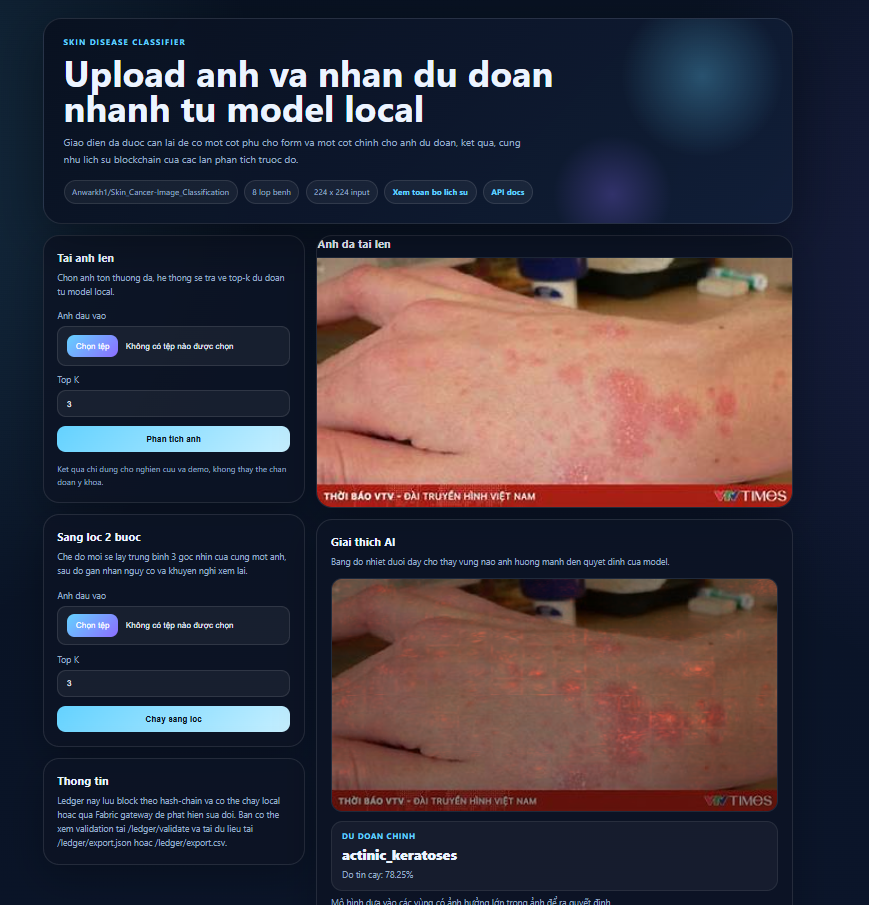 SKIN DISEASE CLASSIFIER
Upload anh va nhan du doan
nhanh tu model local
Giao dien da duoc can lai de co mot cot phu cho form va mot cot chinh cho anh du doan, ket qua, cung
nhu lich su blockchain cua cac lan phan tich truoc do.
Anwarkh1/Skin_Cancer-Image_Classification
8 lop benh
224 x 224 input
Xem toan bo lich su
API docs
Tai anh len
Chon anh ton thuong da, he thong se tra ve top-k du doan
tu model local.
Anh dau vao
Chọn tệp
Không có tệp nào được chọn
Top K
3
Phan tich anh
Ket qua chi dung cho nghien cuu va demo, khong thay the chan
doan y khoa.
Sang loc 2 buoc
Che do moi se lay trung binh 3 goc nhin cua cung mot anh,
sau do gan nhan nguy co va khuyen nghi xem lai.
Anh dau vao
Chọn tệp
Không có tệp nào được chọn
Top K
3
Chay sang loc
Thong tin
Ledger nay luu block theo hash-chain va co the chay local
hoac qua Fabric gateway de phat hien sua doi. Ban co the
xem validation tai /ledger/validate va tai du lieu tai
/ledger/export.json hoac /ledger/export.csv.
Anh da tai len
THỜI BÁO VTV - ĐÀI TRUYỀN HÌNH VIỆT NAM
VTV TIMES
Giai thich AI
Bang do nhiet duoi day cho thay vung nao anh huong manh den quyet dinh cua model.
THỜI BÁO VTV - ĐÀI TRUYỀN HÌNH VIỆT NAM
VTV TIMES
DU DOAN CHINH
actinic_keratoses
Do tin cay: 78.25%
Mô hình dựa vào các vùng có ảnh hưởng lớn trong ảnh để ra quyết định.